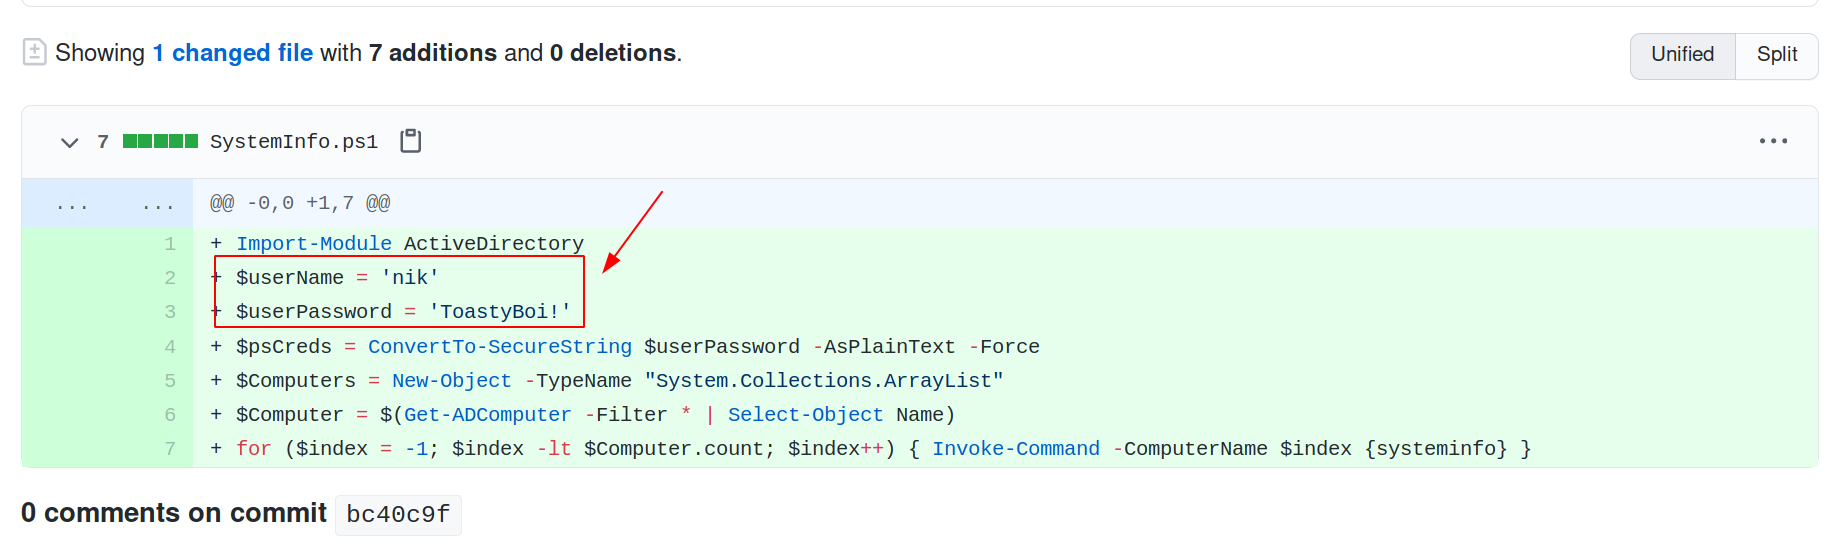 Showing 1 changed file with 7 additions and 0 deletions.
Unified Split
7 SystemInfo.ps1
... ... @@ -0,0 +1,7 @@
1 + Import-Module ActiveDirectory
2 + $userName = 'nik'
3 + $userPassword = 'ToastyBoi!'
4 + $psCreds = ConvertTo-SecureString $userPassword -AsPlainText -Force
5 + $Computers = New-Object -TypeName "System.Collections.ArrayList"
6 + $Computer = $(Get-ADComputer -Filter * | Select-Object Name)
7 + for ($index = -1; $index -lt $Computer.count; $index++) { Invoke-Command -ComputerName $index {systeminfo} }
0 comments on commit bc40c9f